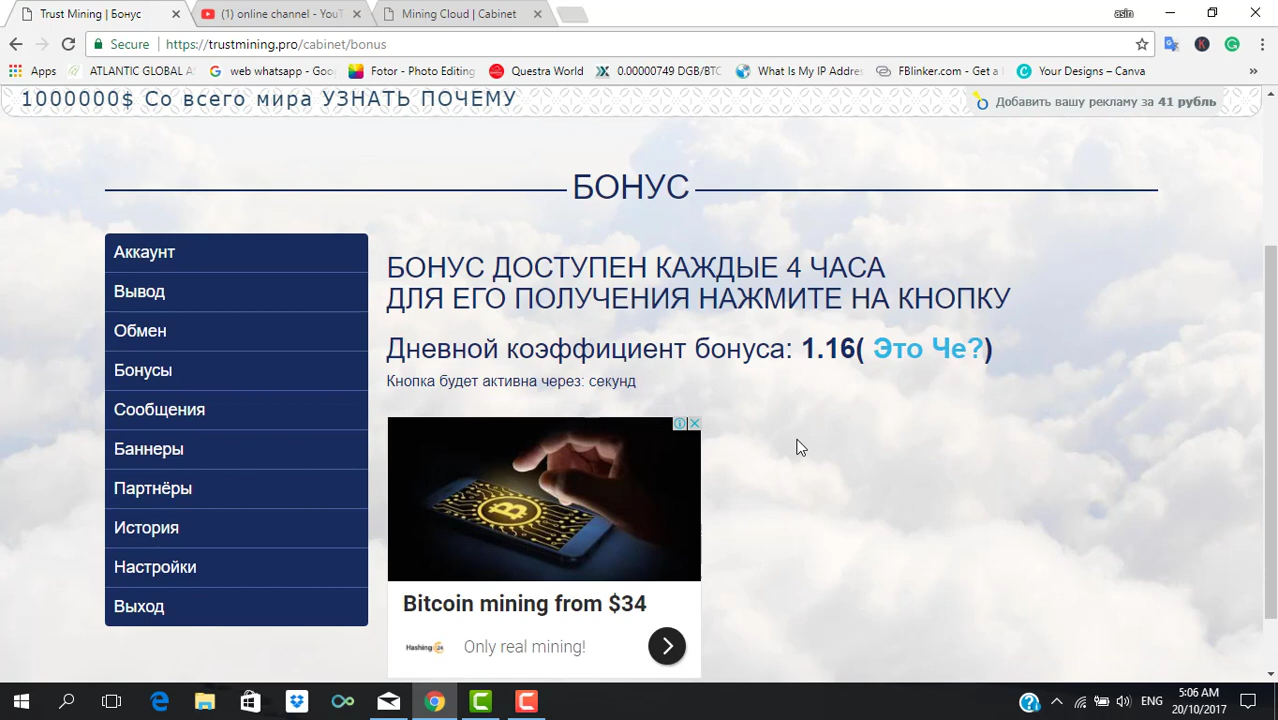 Trust Mining | Бонус
(1) online channel - YouT
Mining Cloud | Cabinet
asin
Secure
https://trustmining.pro/cabinet/bonus
Apps
ATLANTIC GLOBAL AS
web whatsapp - Goo
Fotor - Photo Editing
Questra World
0.00000749 DGB/BTC
What Is My IP Addre
FBlinker.com - Get a l
Your Designs – Canva
1000000$ Со всего мира УЗНАТЬ ПОЧЕМУ
Добавить вашу рекламу за 41 рубль
БОНУС
Аккаунт
Вывод
Обмен
Бонусы
Сообщения
Баннеры
Партнёры
История
Настройки
Выход
БОНУС ДОСТУПЕН КАЖДЫЕ 4 ЧАСА
ДЛЯ ЕГО ПОЛУЧЕНИЯ НАЖМИТЕ НА КНОПКУ
Дневной коэффициент бонуса: 1.16( Это Че?)
Кнопка будет активна через: секунд
Bitcoin mining from $34
Hashing24
Only real mining!
ENG
5:06 AM
20/10/2017